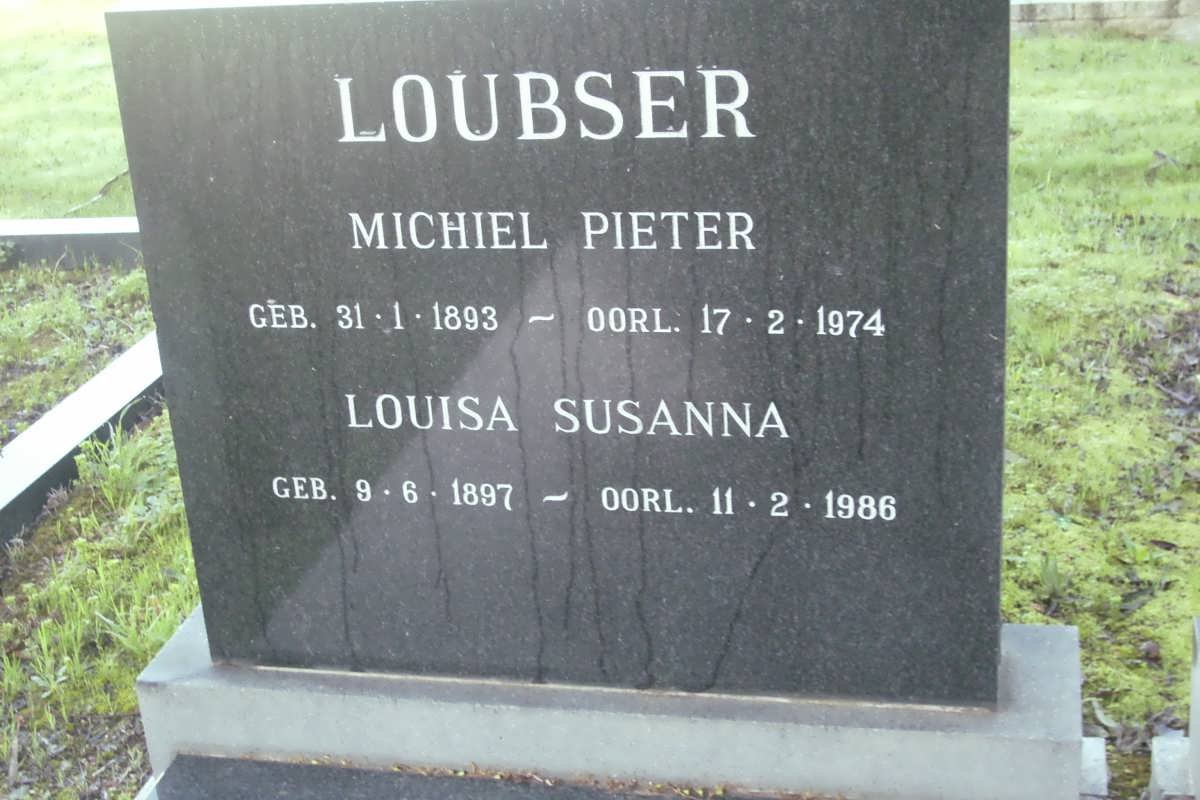 LOUBSER
MICHIEL PIETER
GEB. 31·1·1893 ~ OORL. 17·2·1974
LOUISA SUSANNA
GEB. 9·6·1897 ~ OORL. 11·2·1986